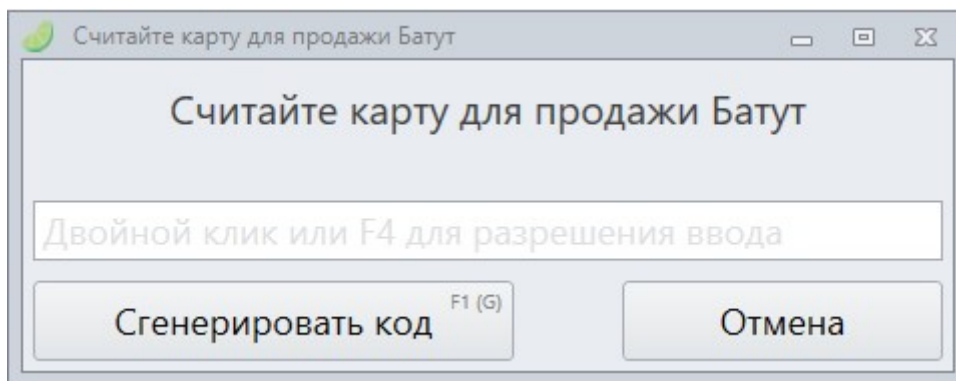 Считайте карту для продажи Батут
Считайте карту для продажи Батут
Двойной клик или F4 для разрешения ввода
Сгенерировать код F1 (G)
Отмена